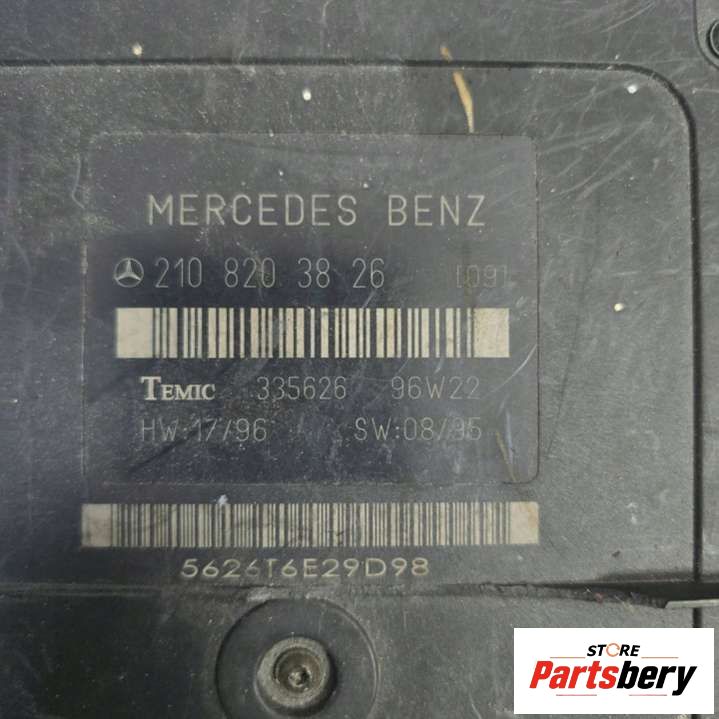 MERCEDES BENZ
210 820 38 26 [09]
TEMIC 335626 96W22
HW:17/96 SW:08/95
5626T6E29D98
STORE
Partsbery